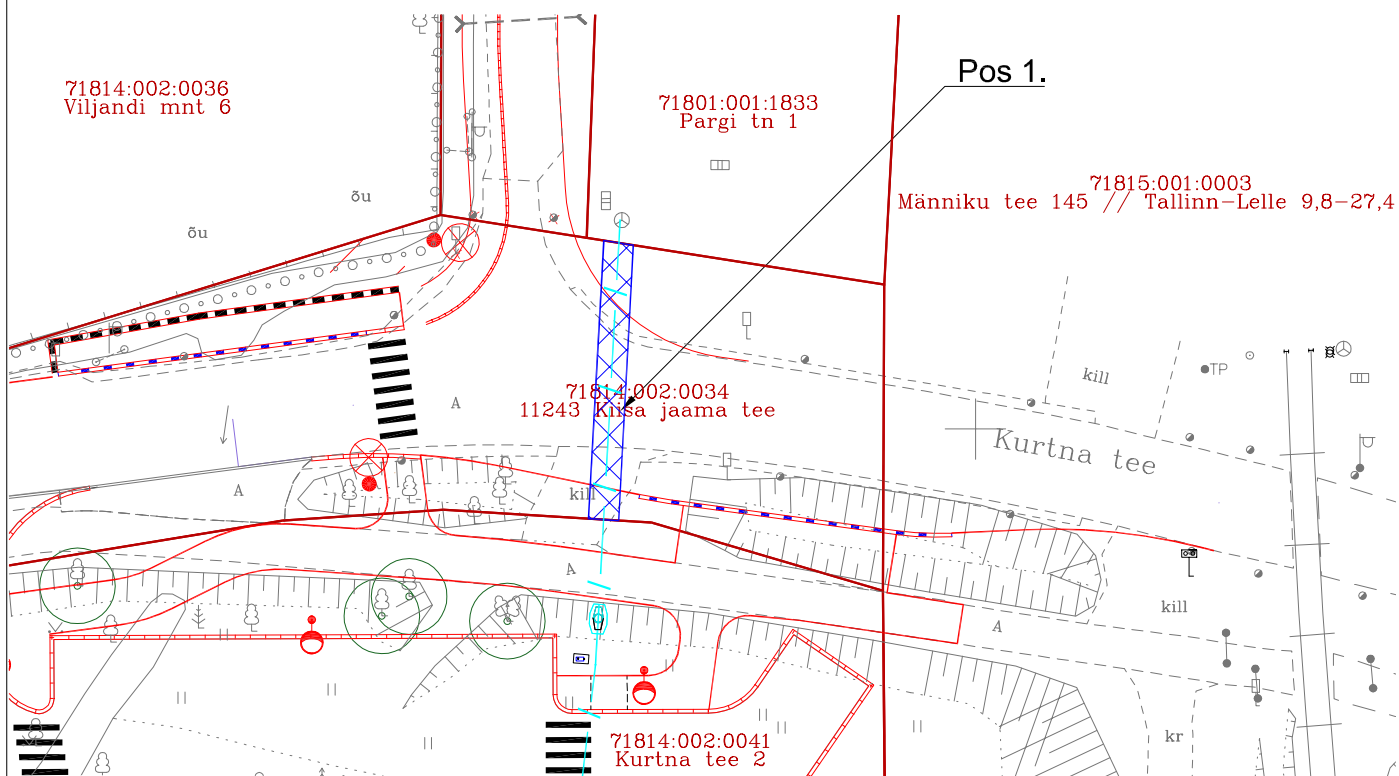 Pos 1.
71814:002:0036
Viljandi mnt 6
71801:001:1833
Pargi tn 1
71815:001:0003
Männiku tee 145 // Tallinn-Lelle 9,8-27,4
õu
õu
TP
kill
71814:002:0034
11243 Kiisa jaama tee
A
Kurtna tee
A
kill
A
kill
A
71814:002:0041
Kurtna tee 2
kr